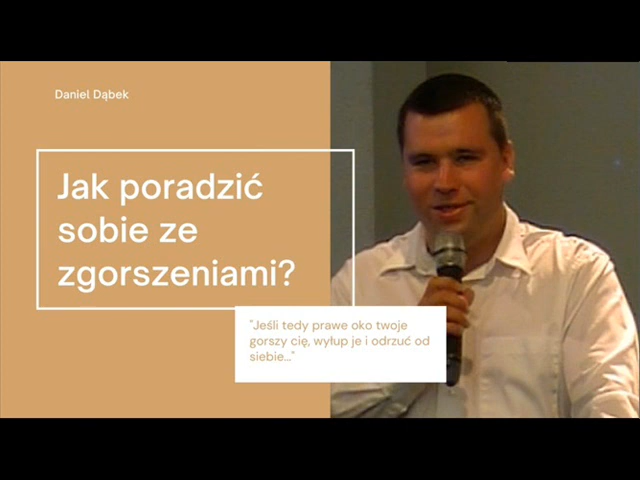 Daniel Dąbek
Jak poradzić
sobie ze
zgorszeniami?
"Jeśli tedy prawe oko twoje
gorszy cię, wyłup je i odrzuć od
siebie..."